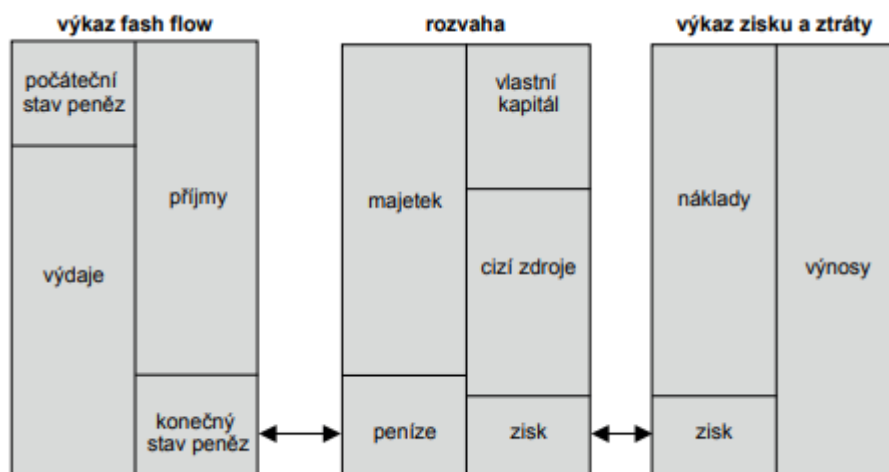 výkaz fash flow
počáteční
stav peněz
příjmy
výdaje
konečný
stav peněz
rozvaha
vlastní
kapitál
majetek
cizí zdroje
peníze
zisk
výkaz zisku a ztráty
náklady
výnosy
zisk